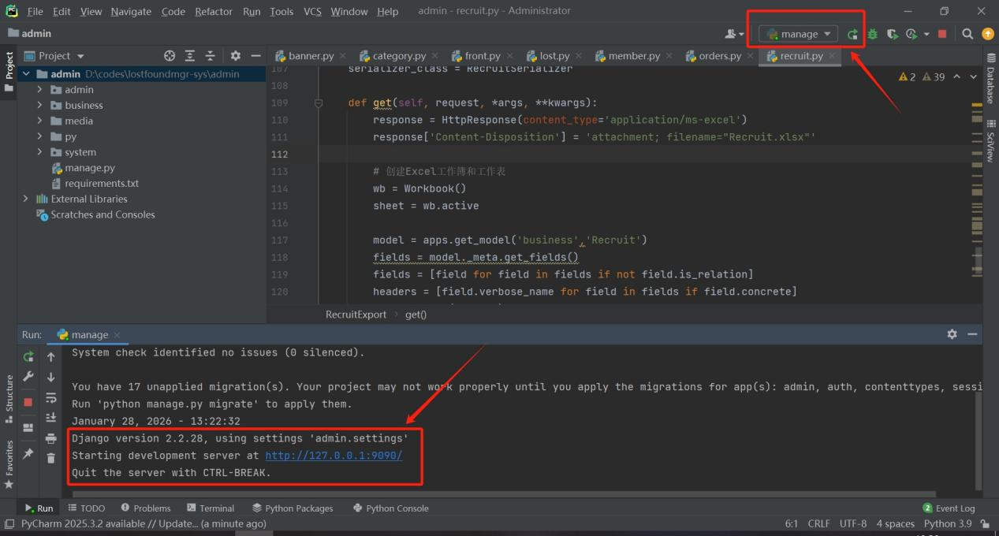 File Edit View Navigate Code Refactor Run Tools VCS Window Help admin - recruit.py - Administrator
admin
manage
Project
Project
banner.py
category.py
front.py
lost.py
member.py
orders.py
recruit.py
admin D:\codes\lostfoundmgr-sys\admin
admin
business
media
py
system
manage.py
requirements.txt
External Libraries
Scratches and Consoles
2 39
107 serializer_class = RecruitSerializer
108
109 def get(self, request, *args, **kwargs):
110 response = HttpResponse(content_type='application/ms-excel')
111 response['Content-Disposition'] = 'attachment; filename="Recruit.xlsx"'
112
113 # 创建Excel工作簿和工作表
114 wb = Workbook()
115 sheet = wb.active
116
117 model = apps.get_model('business','Recruit')
118 fields = model._meta.get_fields()
119 fields = [field for field in fields if not field.is_relation]
120 headers = [field.verbose_name for field in fields if field.concrete]
RecruitExport get()
Database
SciView
Run: manage
System check identified no issues (0 silenced).
You have 17 unapplied migration(s). Your project may not work properly until you apply the migrations for app(s): admin, auth, contenttypes, sessi
Run 'python manage.py migrate' to apply them.
January 28, 2026 - 13:22:32
Django version 2.2.28, using settings 'admin.settings'
Starting development server at http://127.0.0.1:9090/
Quit the server with CTRL-BREAK.
Structure
Favorites
Run TODO Problems Terminal Python Packages Python Console 2 Event Log
PyCharm 2025.3.2 available // Update... (a minute ago) 6:1 CRLF UTF-8 4 spaces Python 3.9